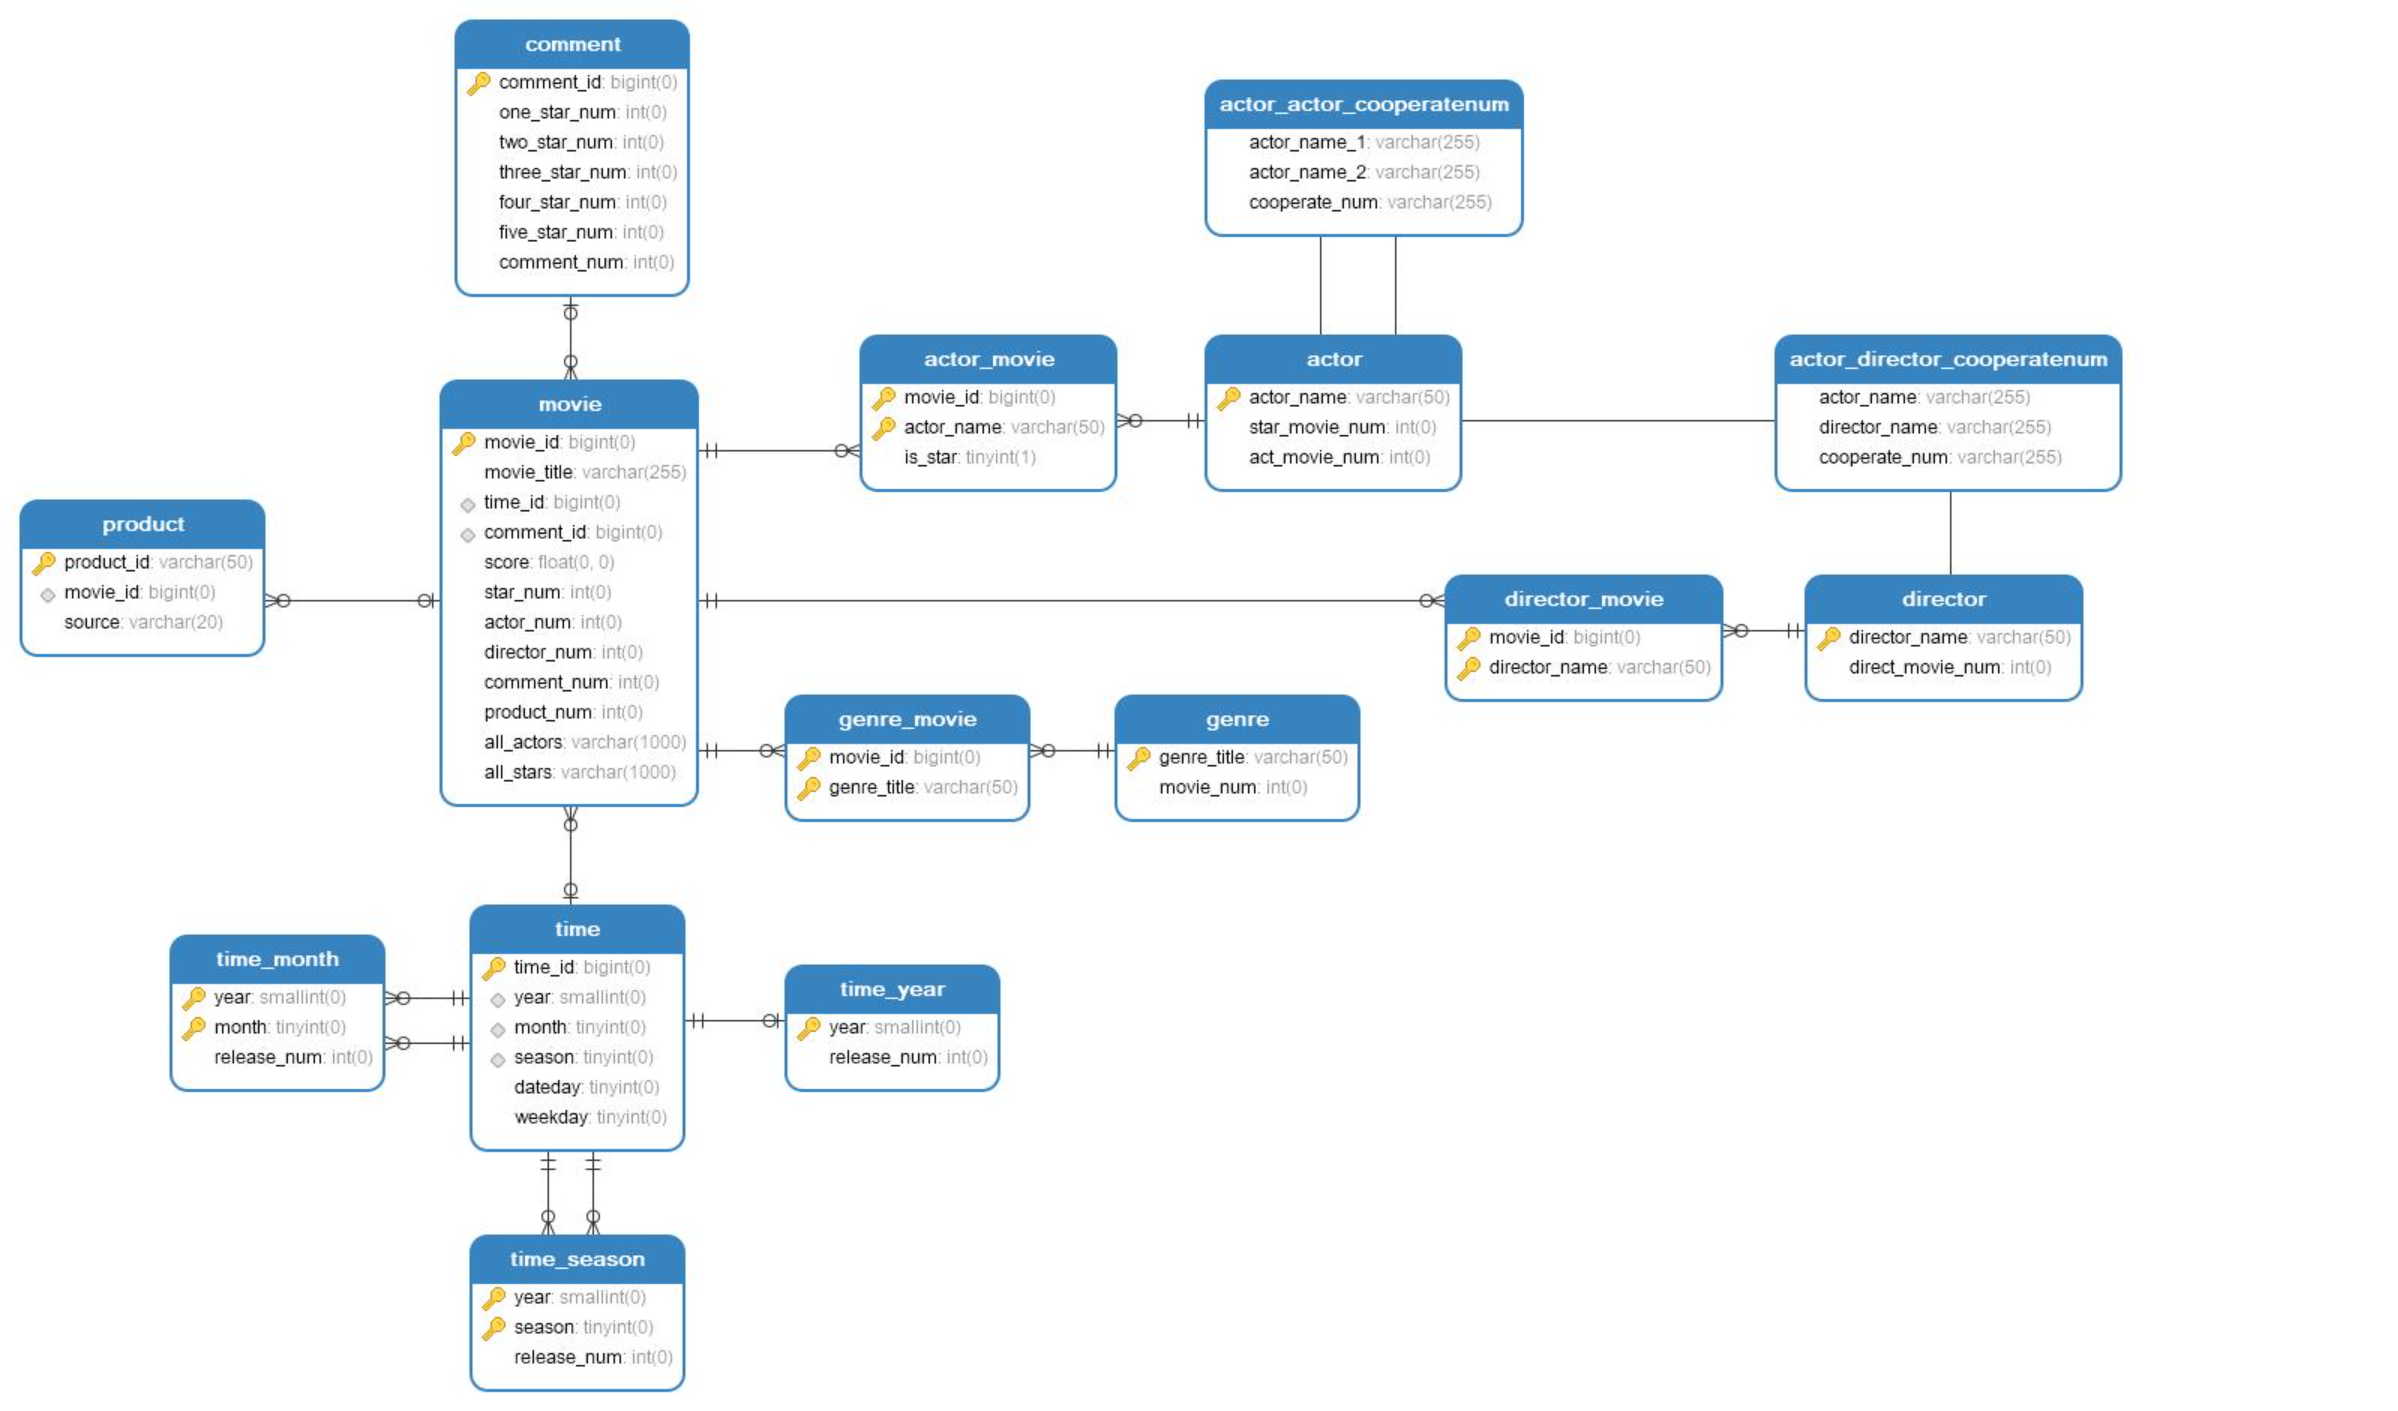 comment
comment_id: bigint(0)
one_star_num: int(0)
two_star_num: int(0)
three_star_num: int(0)
four_star_num: int(0)
five_star_num: int(0)
comment_num: int(0)
actor_actor_cooperatenum
actor_name_1: varchar(255)
actor_name_2: varchar(255)
cooperate_num: varchar(255)
movie
movie_id: bigint(0)
movie_title: varchar(255)
time_id: bigint(0)
comment_id: bigint(0)
score: float(0, 0)
star_num: int(0)
actor_num: int(0)
director_num: int(0)
comment_num: int(0)
product_num: int(0)
all_actors: varchar(1000)
all_stars: varchar(1000)
actor_movie
movie_id: bigint(0)
actor_name: varchar(50)
is_star: tinyint(1)
actor
actor_name: varchar(50)
star_movie_num: int(0)
act_movie_num: int(0)
actor_director_cooperatenum
actor_name: varchar(255)
director_name: varchar(255)
cooperate_num: varchar(255)
product
product_id: varchar(50)
movie_id: bigint(0)
source: varchar(20)
director_movie
movie_id: bigint(0)
director_name: varchar(50)
director
director_name: varchar(50)
direct_movie_num: int(0)
genre_movie
movie_id: bigint(0)
genre_title: varchar(50)
genre
genre_title: varchar(50)
movie_num: int(0)
time_month
year: smallint(0)
month: tinyint(0)
release_num: int(0)
time
time_id: bigint(0)
year: smallint(0)
month: tinyint(0)
season: tinyint(0)
dateday: tinyint(0)
weekday: tinyint(0)
time_year
year: smallint(0)
release_num: int(0)
time_season
year: smallint(0)
season: tinyint(0)
release_num: int(0)